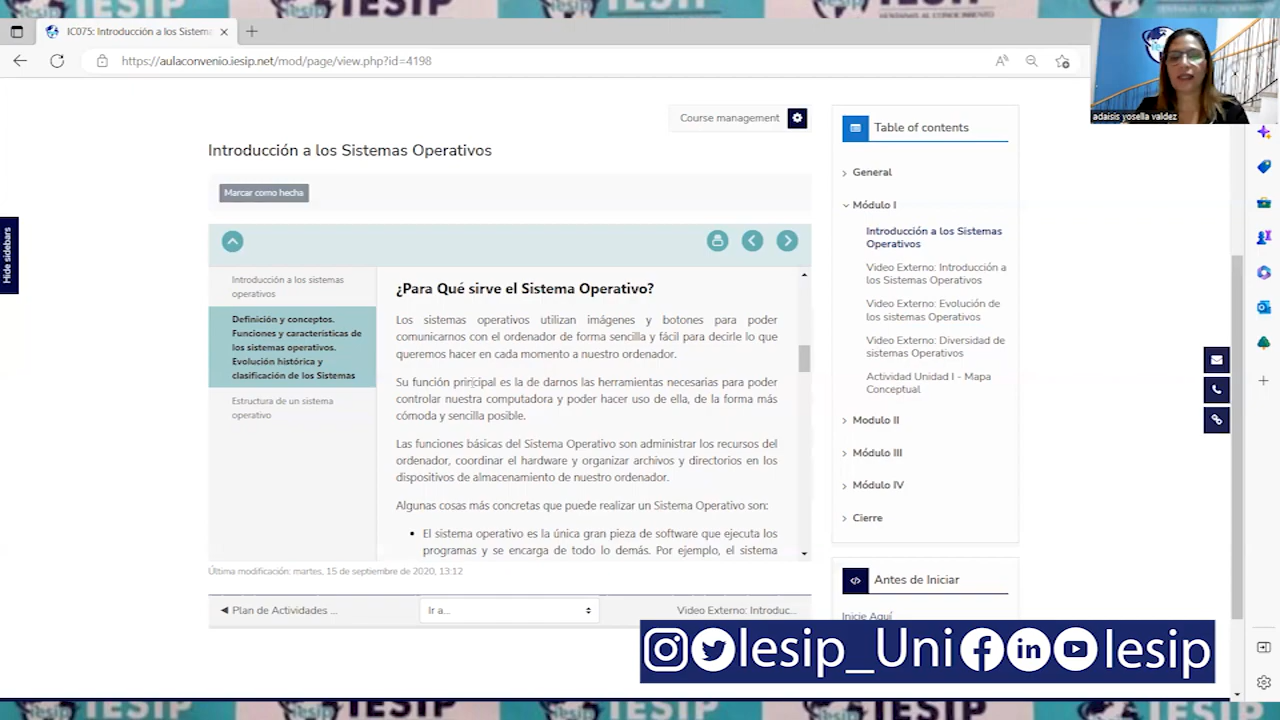 IESIP
IESIP
IESIP
IESIP
IC075: Introducción a los Sistema
https://aulaconvenio.iesip.net/mod/page/view.php?id=4198
adaisis yosella valdez
Hide sidebars
Course management
Introducción a los Sistemas Operativos
Marcar como hecha
Introducción a los sistemas
operativos
Definición y conceptos.
Funciones y características de
los sistemas operativos.
Evolución histórica y
clasificación de los Sistemas
Estructura de un sistema
operativo
¿Para Qué sirve el Sistema Operativo?
Los sistemas operativos utilizan imágenes y botones para poder
comunicarnos con el ordenador de forma sencilla y fácil para decirle lo que
queremos hacer en cada momento a nuestro ordenador.
Su función principal es la de darnos las herramientas necesarias para poder
controlar nuestra computadora y poder hacer uso de ella, de la forma más
cómoda y sencilla posible.
Las funciones básicas del Sistema Operativo son administrar los recursos del
ordenador, coordinar el hardware y organizar archivos y directorios en los
dispositivos de almacenamiento de nuestro ordenador.
Algunas cosas más concretas que puede realizar un Sistema Operativo son:
• El sistema operativo es la única gran pieza de software que ejecuta los
programas y se encarga de todo lo demás. Por ejemplo, el sistema
Última modificación: martes, 15 de septiembre de 2020, 13:12
◀ Plan de Actividades ...
Ir a...
Video Externo: Introduc...
Table of contents
General
Módulo I
Introducción a los Sistemas
Operativos
Video Externo: Introducción a
los Sistemas Operativos
Video Externo: Evolución de
los sistemas Operativos
Video Externo: Diversidad de
sistemas Operativos
Actividad Unidad I - Mapa
Conceptual
Modulo II
Módulo III
Módulo IV
Cierre
Antes de Iniciar
Inicie Aquí
Iesip_Uni
Iesip
IESIP
IESIP
IESIP
IESIP
IESIP